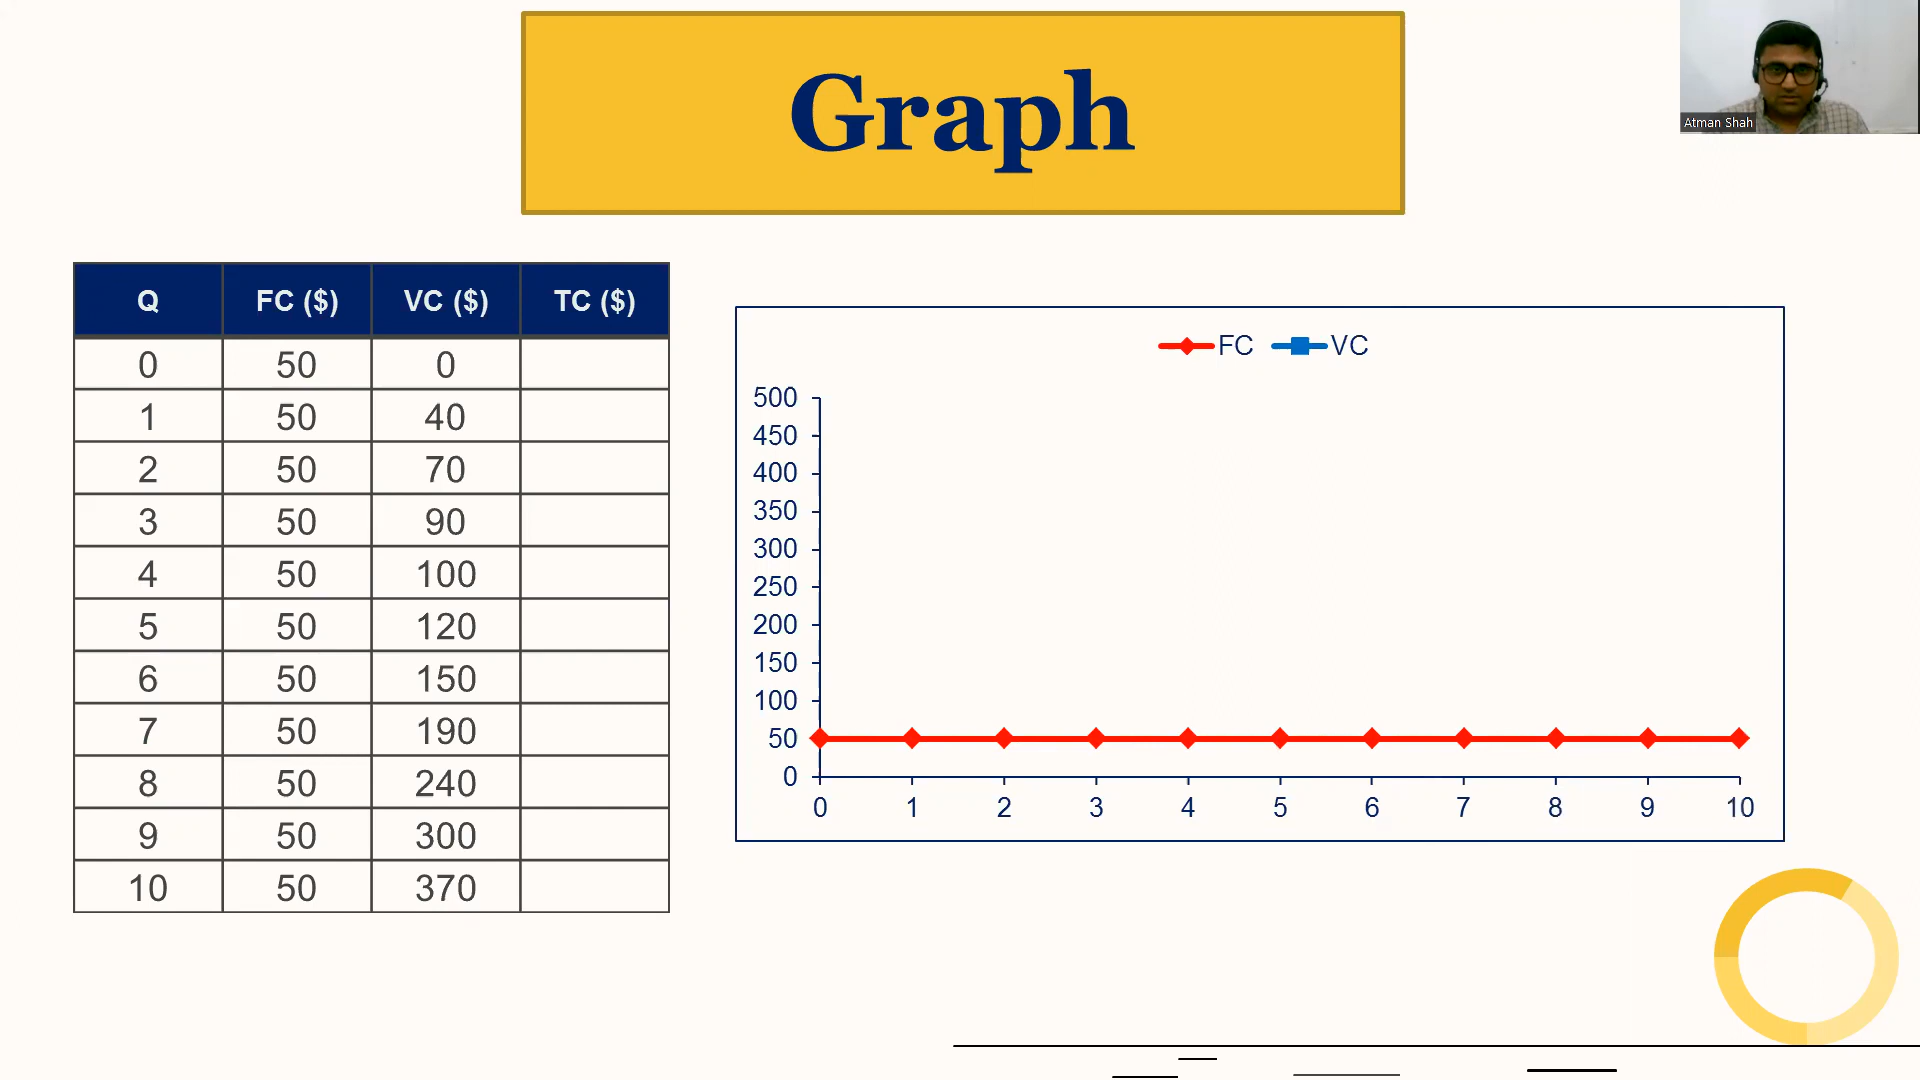 Graph
Atman Shah
Q FC ($) VC ($) TC ($)
0 50 0
1 50 40
2 50 70
3 50 90
4 50 100
5 50 120
6 50 150
7 50 190
8 50 240
9 50 300
10 50 370
FC VC
500
450
400
350
300
250
200
150
100
50
0
0 1 2 3 4 5 6 7 8 9 10